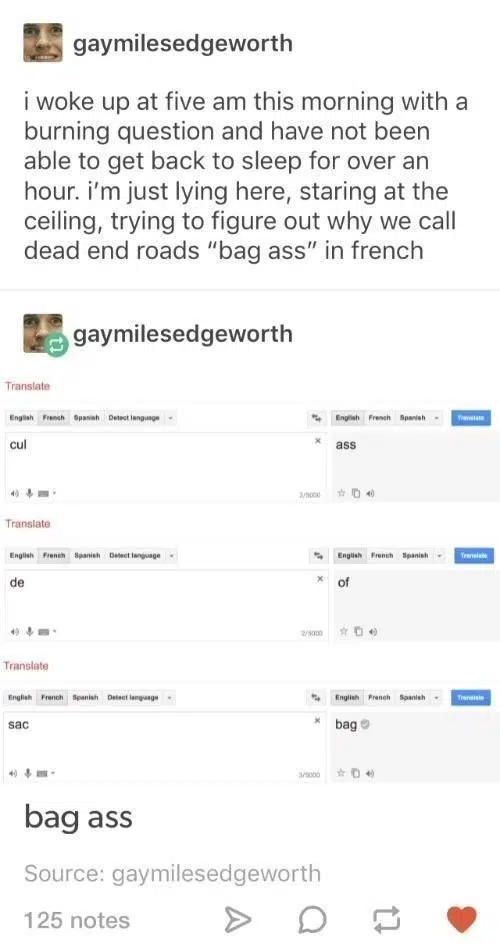 gaymilesedgeworth
i woke up at five am this morning with a
burning question and have not been
able to get back to sleep for over an
hour. i'm just lying here, staring at the
ceiling, trying to figure out why we call
dead end roads “bag ass” in french
gaymilesedgeworth
Translate
English French Spanish Detect language English French Spanish Translate
cul ass
3/5000
Translate
English French Spanish Detect language English French Spanish Translate
de of
2/5000
Translate
English French Spanish Detect language English French Spanish Translate
sac bag
3/5000
bag ass
Source: gaymilesedgeworth
125 notes